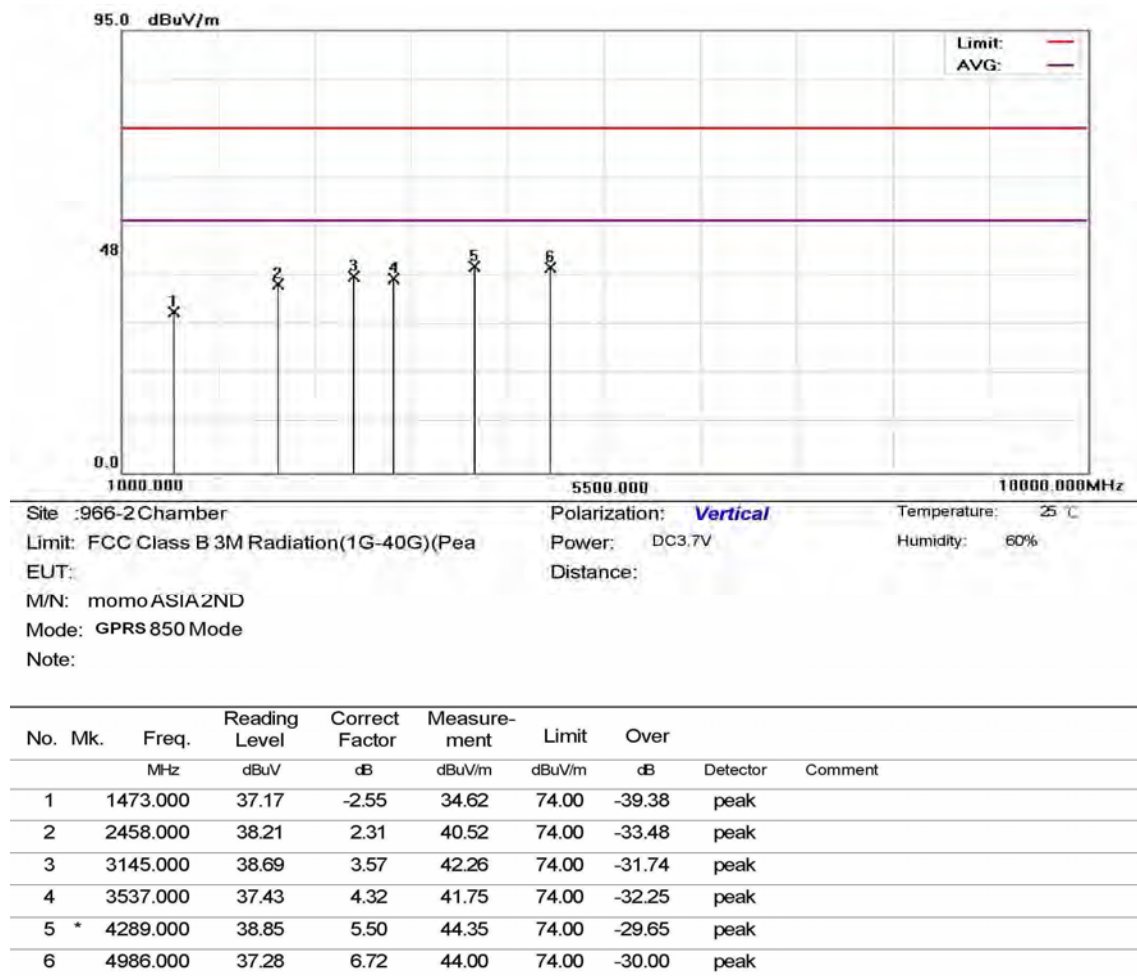 95.0 dBuV/m
Limit:
AVG:
48
1
2
3
4
5
6
0.0
1000.000 5500.000 10000.000MHz
Site :966-2Chamber Polarization: Vertical Temperature: 25 ℃
Limit: FCC Class B 3M Radiation(1G-40G)(Pea Power: DC3.7V Humidity: 60%
EUT: Distance:
M/N: momo ASIA2ND
Mode: GPRS 850 Mode
Note:
No. Mk. Freq. Reading Level Correct Factor Measure-ment Limit Over
MHz dBuV dB dBuV/m dBuV/m dB Detector Comment
1 1473.000 37.17 -2.55 34.62 74.00 -39.38 peak
2 2458.000 38.21 2.31 40.52 74.00 -33.48 peak
3 3145.000 38.69 3.57 42.26 74.00 -31.74 peak
4 3537.000 37.43 4.32 41.75 74.00 -32.25 peak
5 * 4289.000 38.85 5.50 44.35 74.00 -29.65 peak
6 4986.000 37.28 6.72 44.00 74.00 -30.00 peak